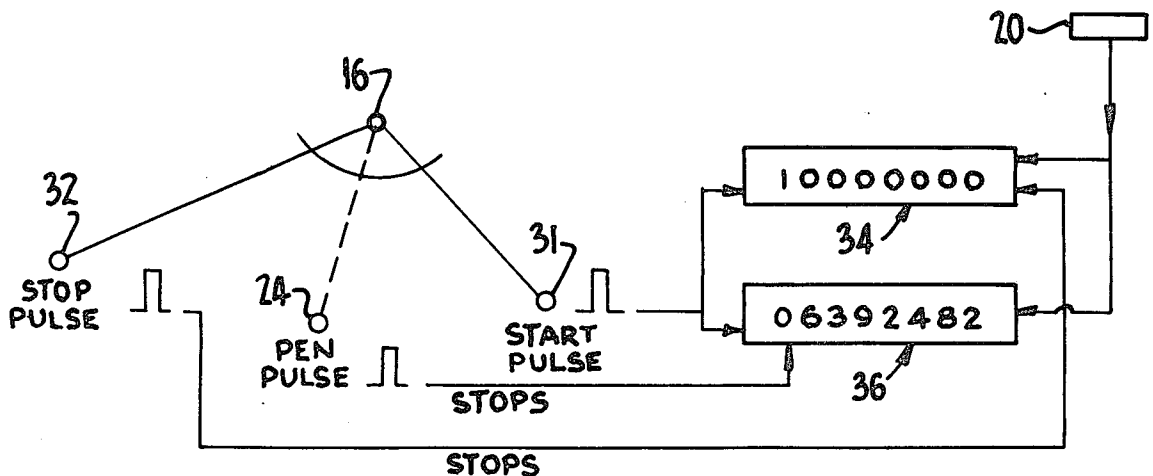 20
16
10000000
32
34
31
STOP
PULSE
24
06392482
START
PULSE
PEN
PULSE
36
STOPS
STOPS